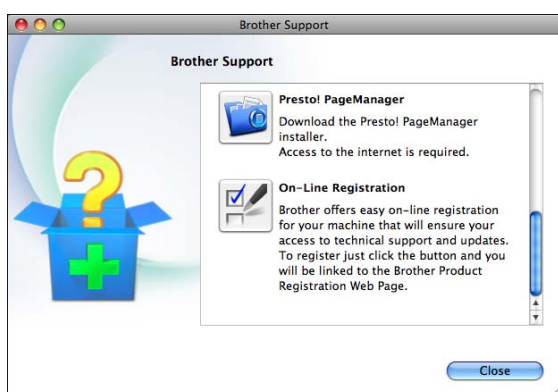 Brother Support
Brother Support
Presto! PageManager
Download the Presto! PageManager
installer.
Access to the internet is required.
On-Line Registration
Brother offers easy on-line registration
for your machine that will ensure your
access to technical support and updates.
To register just click the button and you
will be linked to the Brother Product
Registration Web Page.
Close